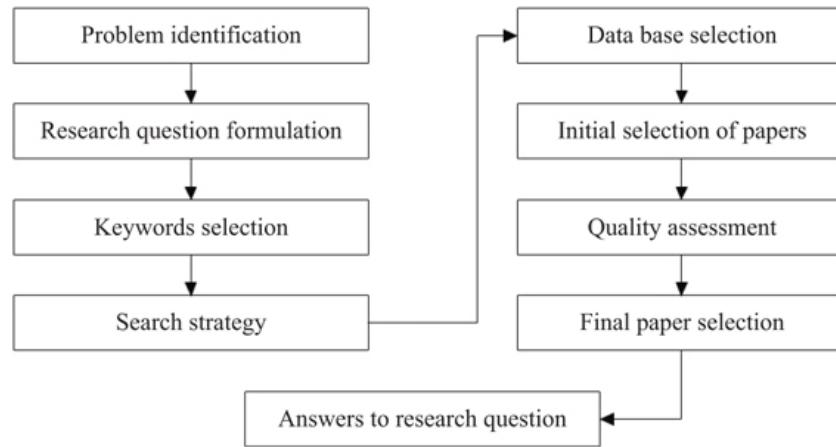 Problem identification
Research question formulation
Keywords selection
Search strategy
Data base selection
Initial selection of papers
Quality assessment
Final paper selection
Answers to research question